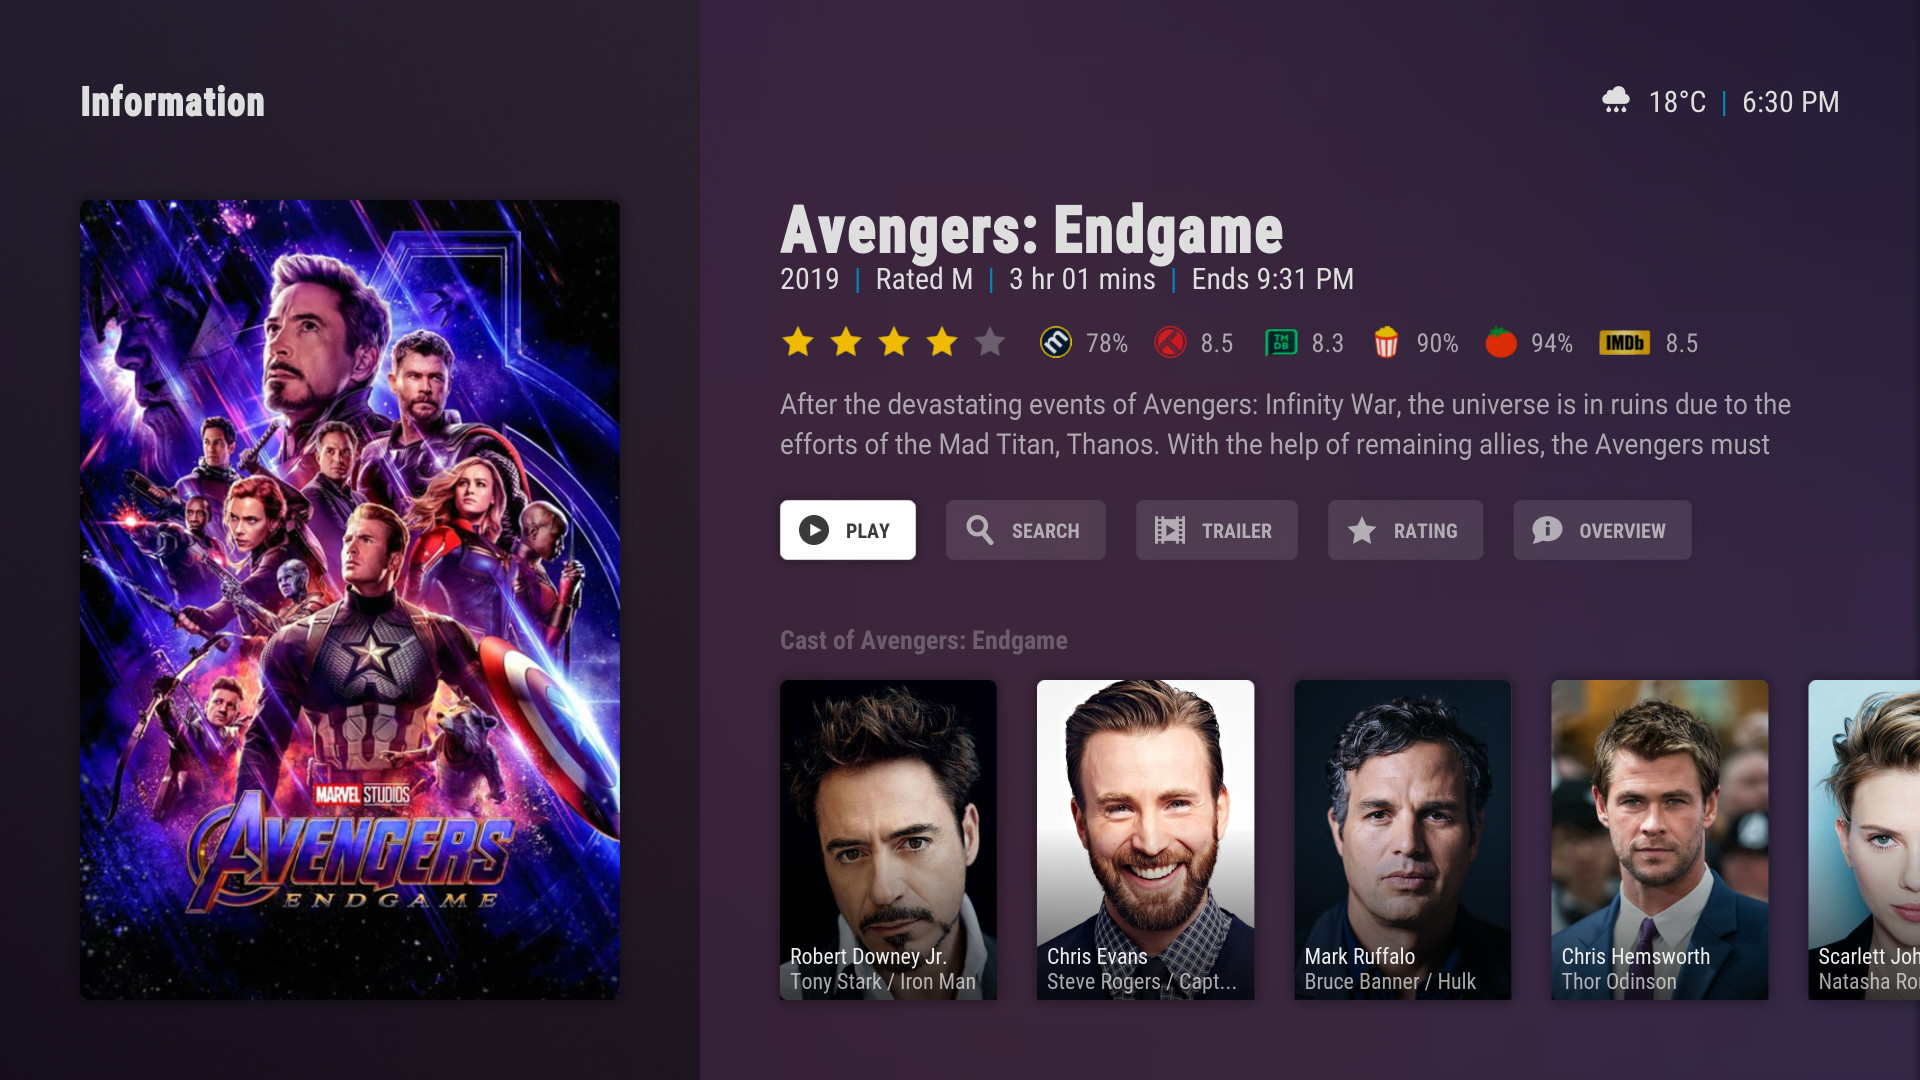 Information
18°C | 6:30 PM
MARVEL STUDIOS
AVENGERS
ENDGAME
Avengers: Endgame
2019 | Rated M | 3 hr 01 mins | Ends 9:31 PM
m 78% 8.5 TMDB 8.3 90% 94% IMDb 8.5
After the devastating events of Avengers: Infinity War, the universe is in ruins due to the
efforts of the Mad Titan, Thanos. With the help of remaining allies, the Avengers must
PLAY SEARCH TRAILER RATING OVERVIEW
Cast of Avengers: Endgame
Robert Downey Jr.
Tony Stark / Iron Man
Chris Evans
Steve Rogers / Capt...
Mark Ruffalo
Bruce Banner / Hulk
Chris Hemsworth
Thor Odinson
Scarlett Joh
Natasha Ro